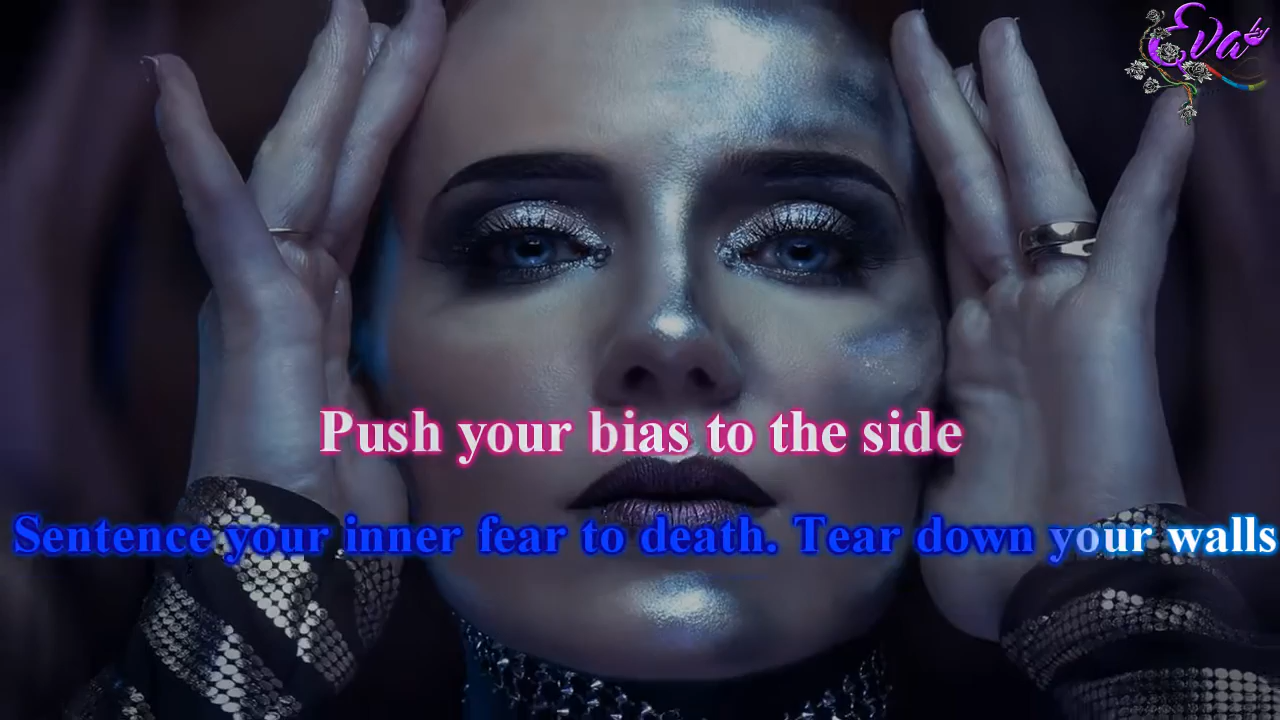 Eva
Push your bias to the side
Sentence your inner fear to death. Tear down your walls